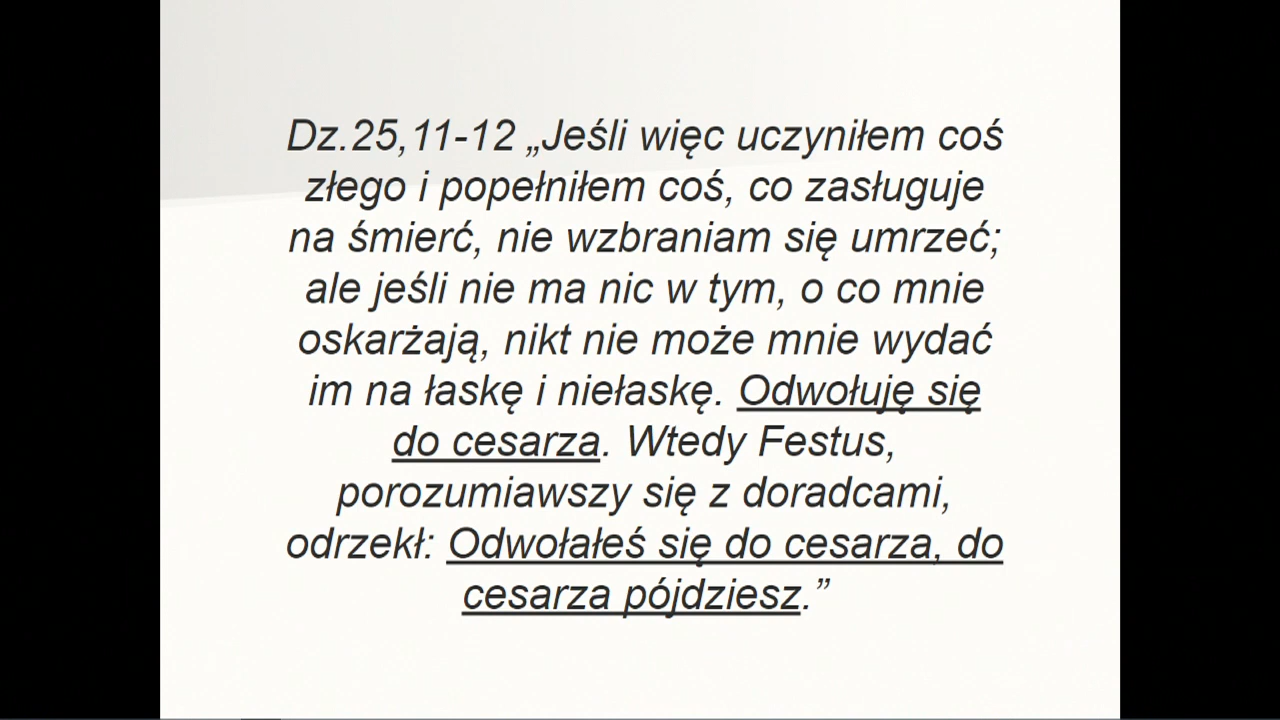 Dz.25,11-12 „Jeśli więc uczyniłem coś
złego i popełniłem coś, co zasługuje
na śmierć, nie wzbraniam się umrzeć;
ale jeśli nie ma nic w tym, o co mnie
oskarżają, nikt nie może mnie wydać
im na łaskę i niełaskę. Odwołuję się
do cesarza. Wtedy Festus,
porozumiawszy się z doradcami,
odrzekł: Odwołałeś się do cesarza, do
cesarza pójdziesz.”